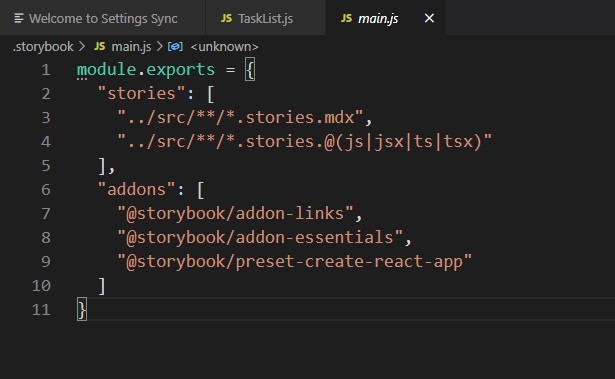 Welcome to Settings Sync JS TaskList.js JS main.js
.storybook > JS main.js > <unknown>
1 module.exports = {
2   "stories": [
3     "../src/**/*.stories.mdx",
4     "../src/**/*.stories.@(js|jsx|ts|tsx)"
5   ],
6   "addons": [
7     "@storybook/addon-links",
8     "@storybook/addon-essentials",
9     "@storybook/preset-create-react-app"
10   ]
11 }